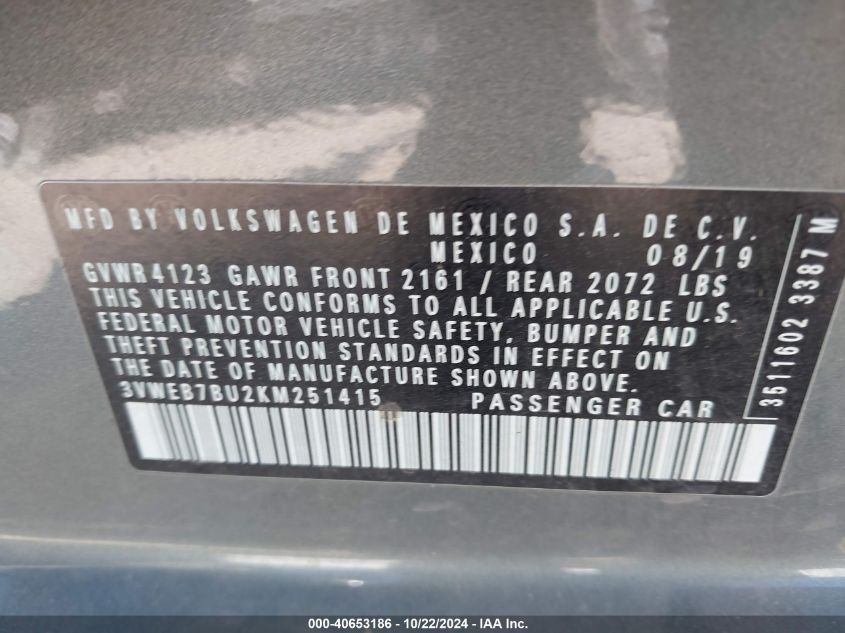 MFD BY VOLKSWAGEN DE MEXICO S.A. DE C.V.
MEXICO 08/19
GVWR 4123 GAWR FRONT 2161 / REAR 2072 LBS
THIS VEHICLE CONFORMS TO ALL APPLICABLE U.S.
FEDERAL MOTOR VEHICLE SAFETY, BUMPER AND
THEFT PREVENTION STANDARDS IN EFFECT ON
THE DATE OF MANUFACTURE SHOWN ABOVE.
3VWEB7BU2KM251415 PASSENGER CAR
3511602 3387 M
000-40653186 - 10/22/2024 - IAA Inc.